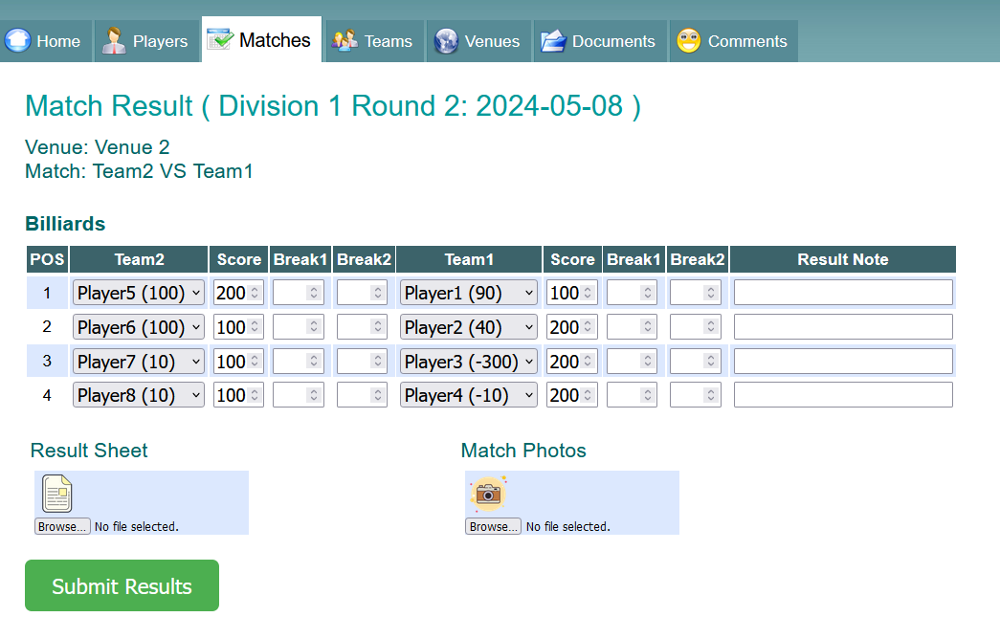 Home Players Matches Teams Venues Documents Comments
Match Result ( Division 1 Round 2: 2024-05-08 )
Venue: Venue 2
Match: Team2 VS Team1
Billiards
POS Team2 Score Break1 Break2 Team1 Score Break1 Break2 Result Note
1 Player5 (100) 200 Player1 (90) 100
2 Player6 (100) 100 Player2 (40) 200
3 Player7 (10) 100 Player3 (-300) 200
4 Player8 (10) 100 Player4 (-10) 200
Result Sheet Match Photos
Browse... No file selected. Browse... No file selected.
Submit Results